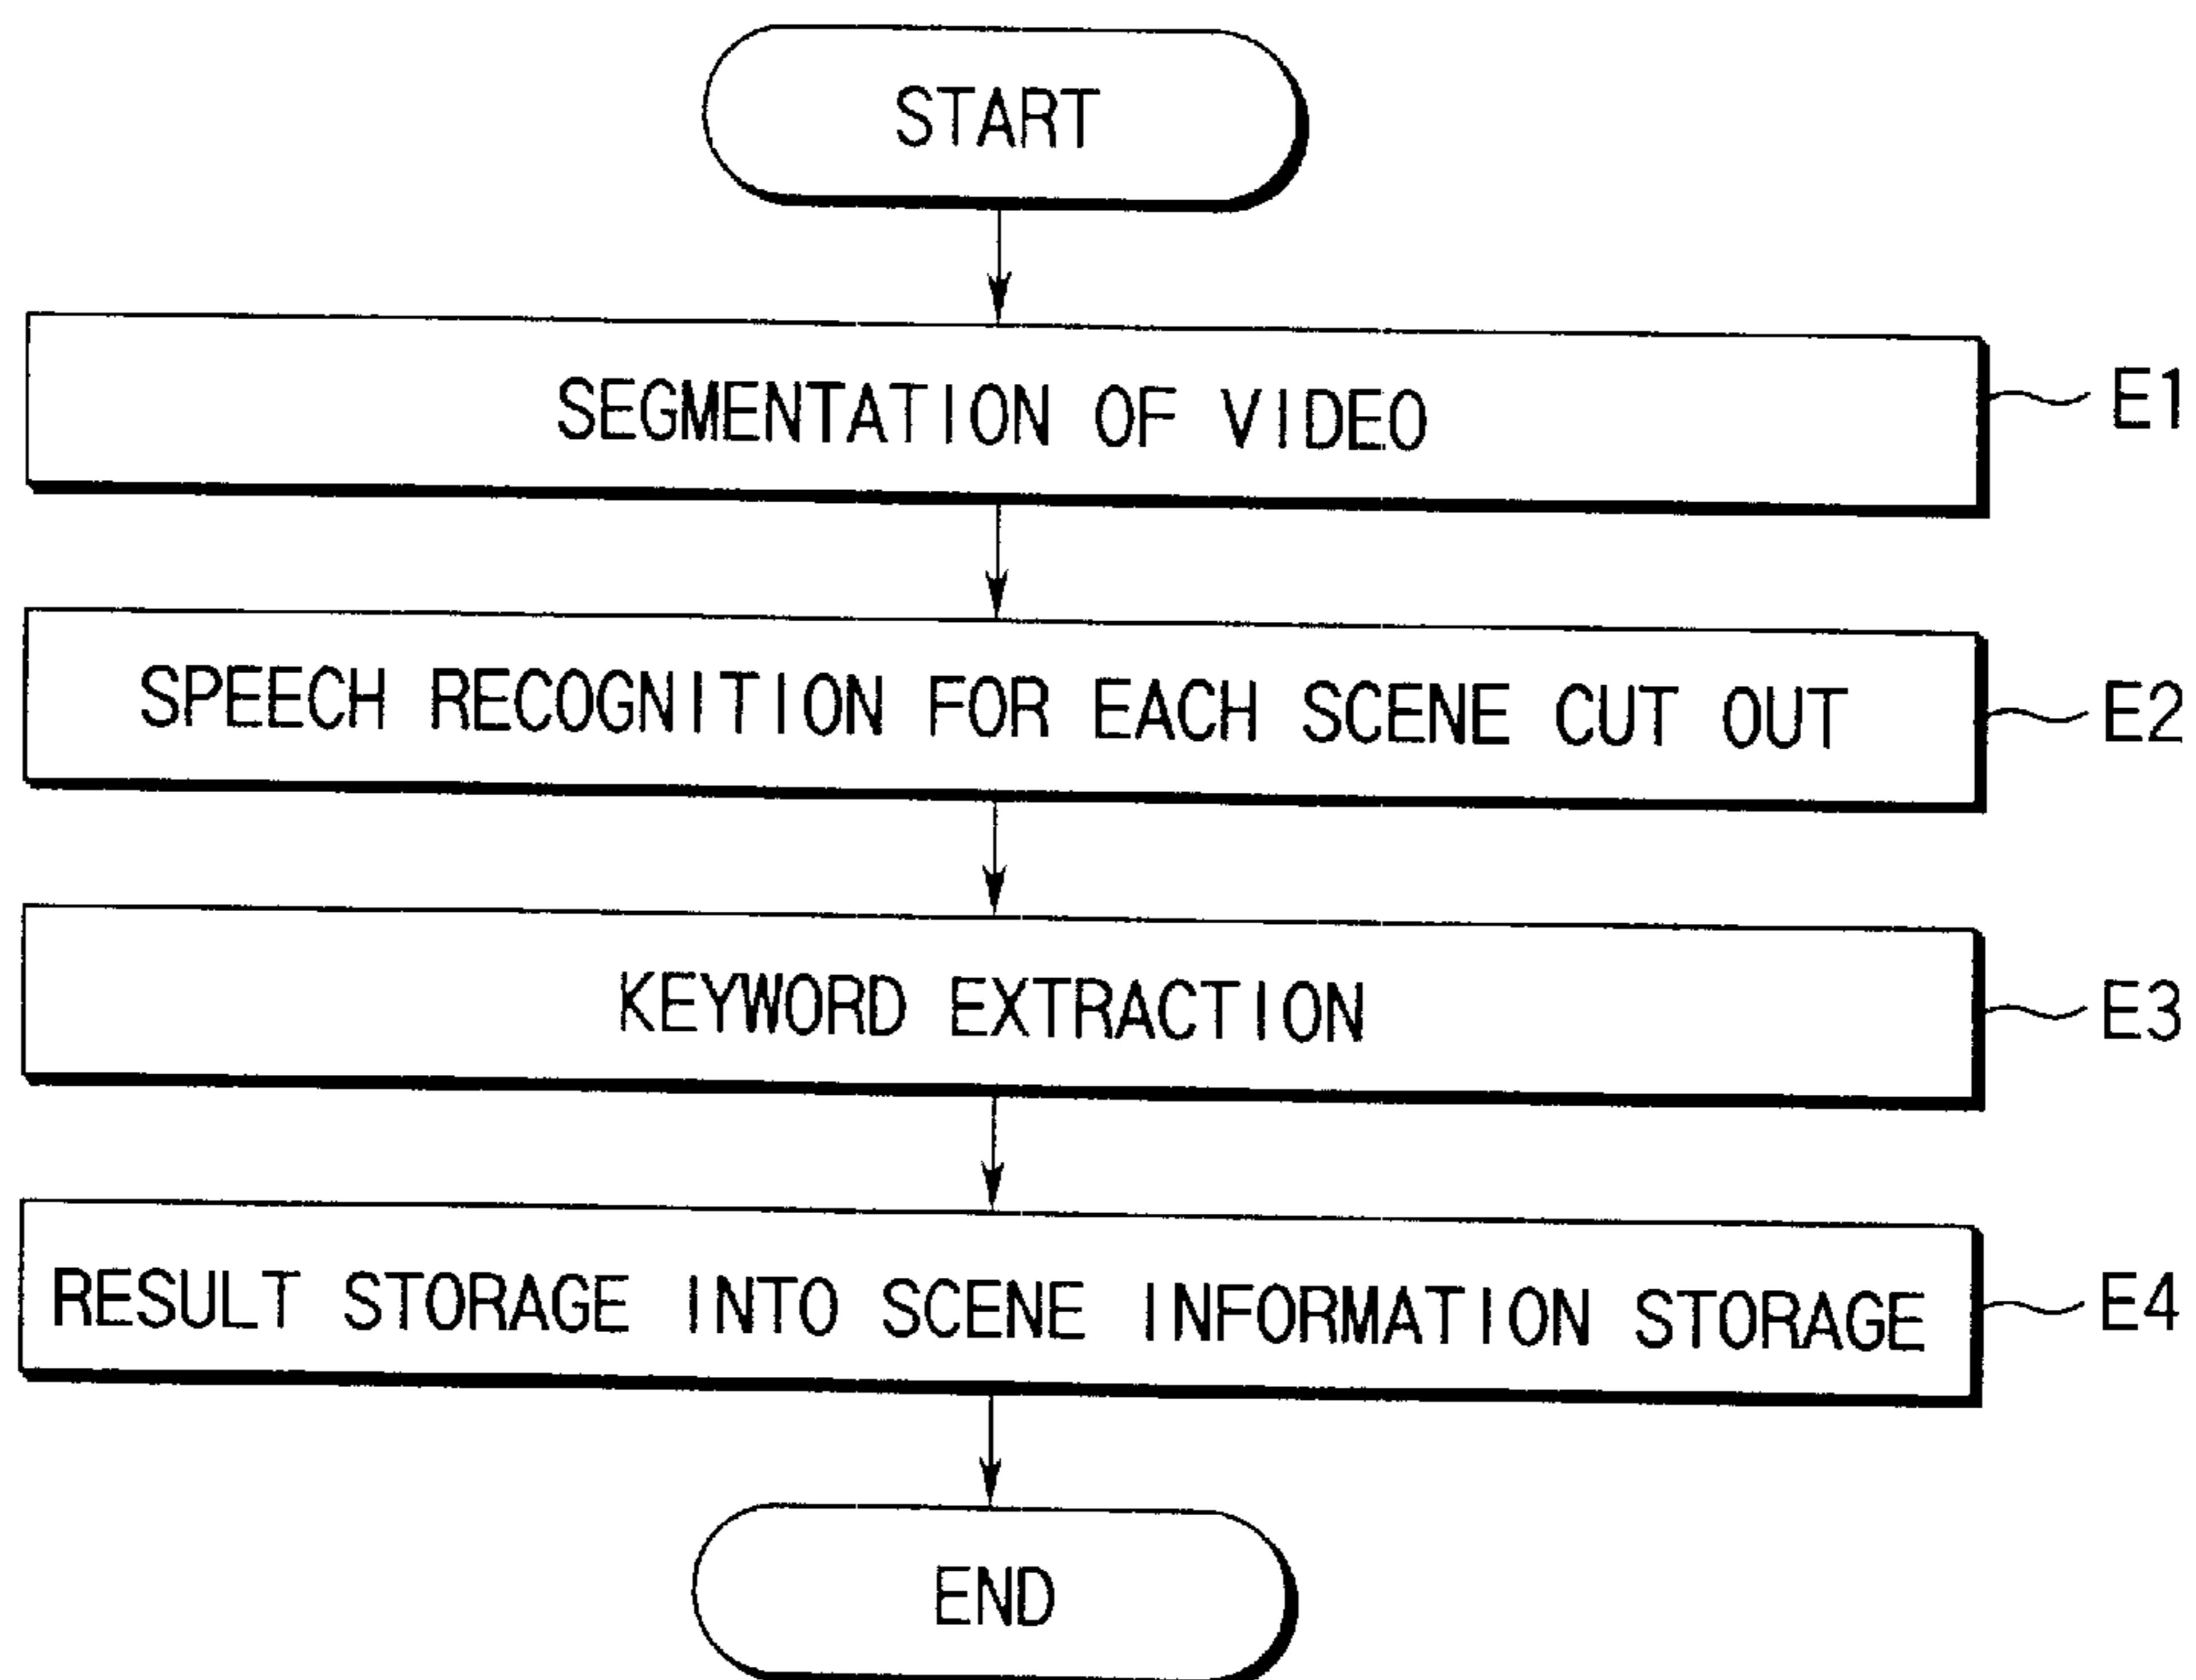 START
SEGMENTATION OF VIDEO
E1
SPEECH RECOGNITION FOR EACH SCENE CUT OUT
E2
KEYWORD EXTRACTION
E3
RESULT STORAGE INTO SCENE INFORMATION STORAGE
E4
END